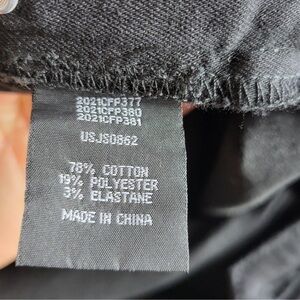 2021CFP377
2021CFP380
2021CFP381
USJS0862
78% COTTON
19% POLYESTER
3% ELASTANE
MADE IN CHINA